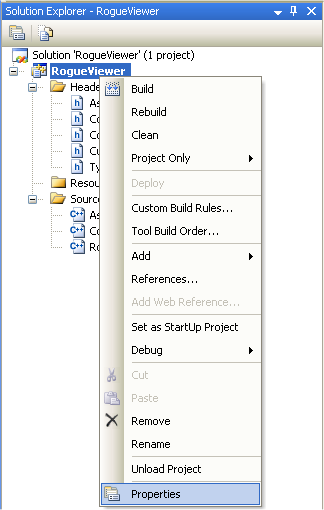 Solution Explorer - RogueViewer
Solution 'RogueViewer' (1 project)
RogueViewer
Heade
As
Co
Co
Cu
Ty
Resou
Sourc
As
Co
Ro
Build
Rebuild
Clean
Project Only
Deploy
Custom Build Rules...
Tool Build Order...
Add
References...
Add Web Reference...
Set as StartUp Project
Debug
Cut
Paste
Remove
Rename
Unload Project
Properties